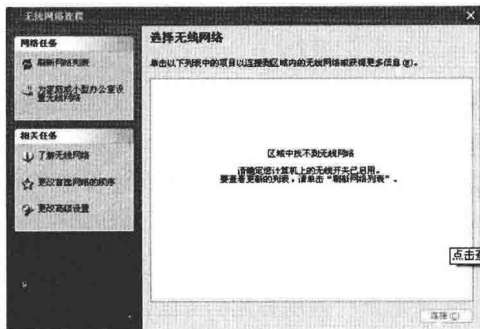 无线网络教程
网络任务
刷新网络列表
为家庭或小型办公室设
置无线网络
相关任务
了解无线网络
更改首选网络的顺序
更改高级设置
选择无线网络
单击以下列表中的项目以连接到区域内的无线网络或获得更多信息(W)。
区域中找不到无线网络
请确定您计算机上的无线开关已启用。
要查看更新的列表，请单击“刷新网络列表”。
点击
连接(C)